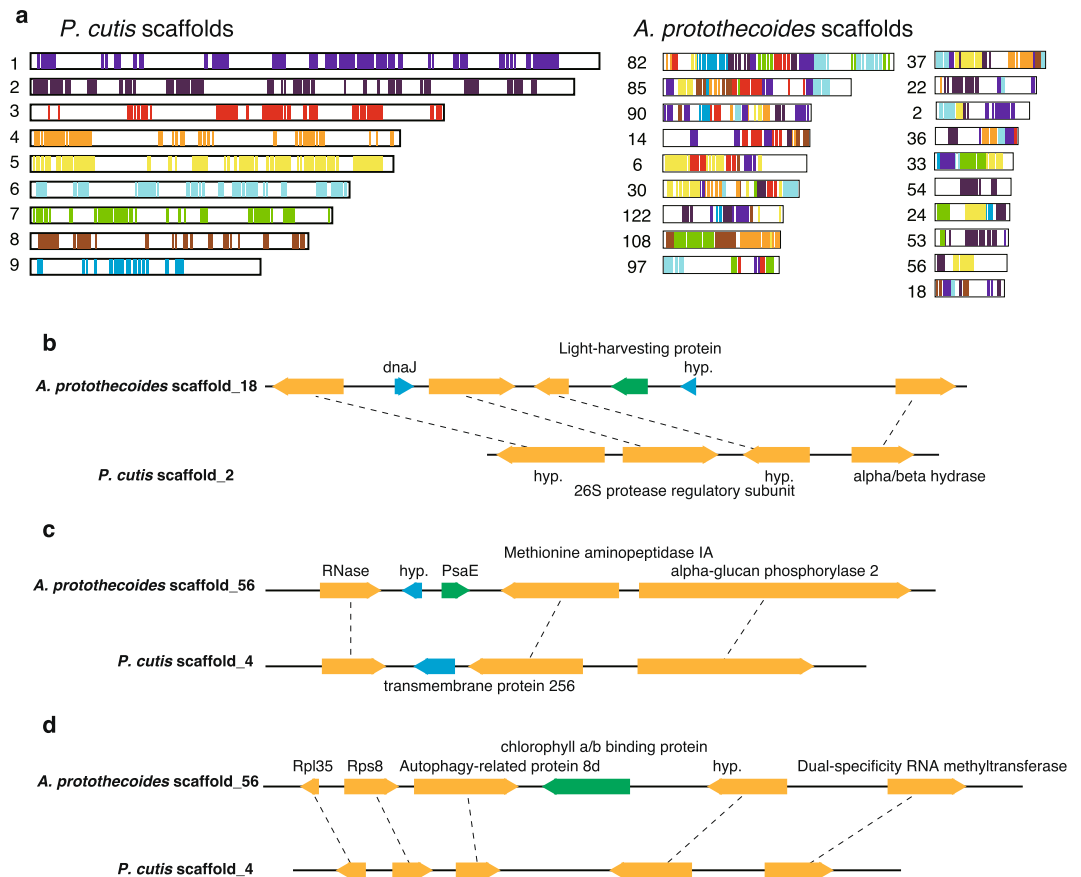 a
P. cutis scaffolds
A. protothecoides scaffolds
1
2
3
4
5
6
7
8
9
82
85
90
14
6
30
122
108
97
37
22
2
36
33
54
24
53
56
18
b
Light-harvesting protein
dnaJ
hyp.
A. protothecoides scaffold_18
P. cutis scaffold_2
hyp.
hyp.
alpha/beta hydrase
26S protease regulatory subunit
c
Methionine aminopeptidase IA
RNase
hyp.
PsaE
alpha-glucan phosphorylase 2
A. protothecoides scaffold_56
P. cutis scaffold_4
transmembrane protein 256
d
chlorophyll a/b binding protein
Rpl35
Rps8
Autophagy-related protein 8d
hyp.
Dual-specificity RNA methyltransferase
A. protothecoides scaffold_56
P. cutis scaffold_4